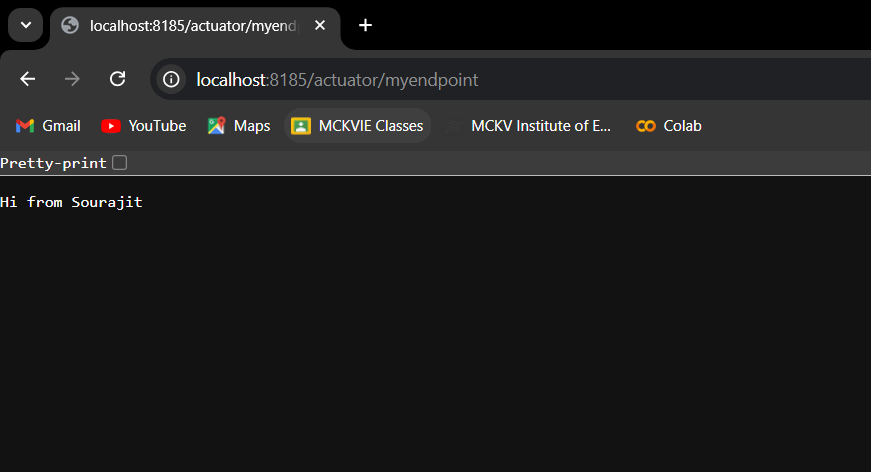 localhost:8185/actuator/myend
localhost:8185/actuator/myendpoint
Gmail YouTube Maps MCKVIE Classes MCKV Institute of E... Colab
Pretty-print
Hi from Sourajit